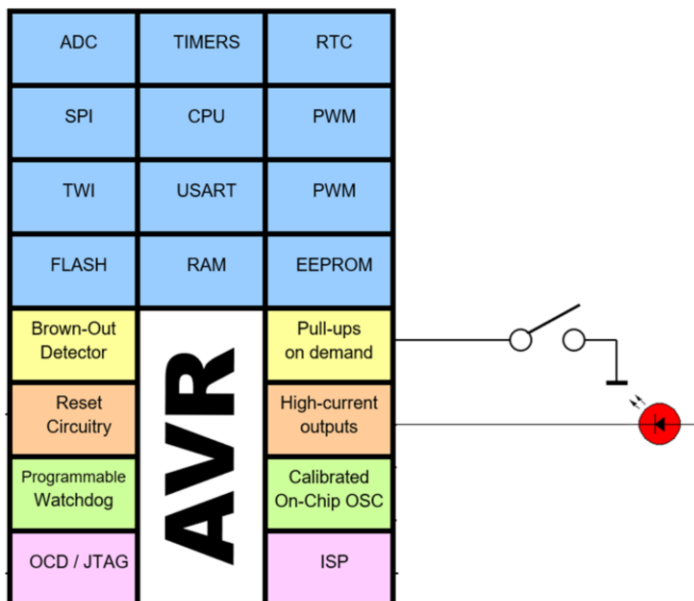 ADC TIMERS RTC
SPI CPU PWM
TWI USART PWM
FLASH RAM EEPROM
Brown-Out
Detector
Pull-ups
on demand
Reset
Circuitry
High-current
outputs
Programmable
Watchdog
Calibrated
On-Chip OSC
OCD / JTAG
ISP
AVR